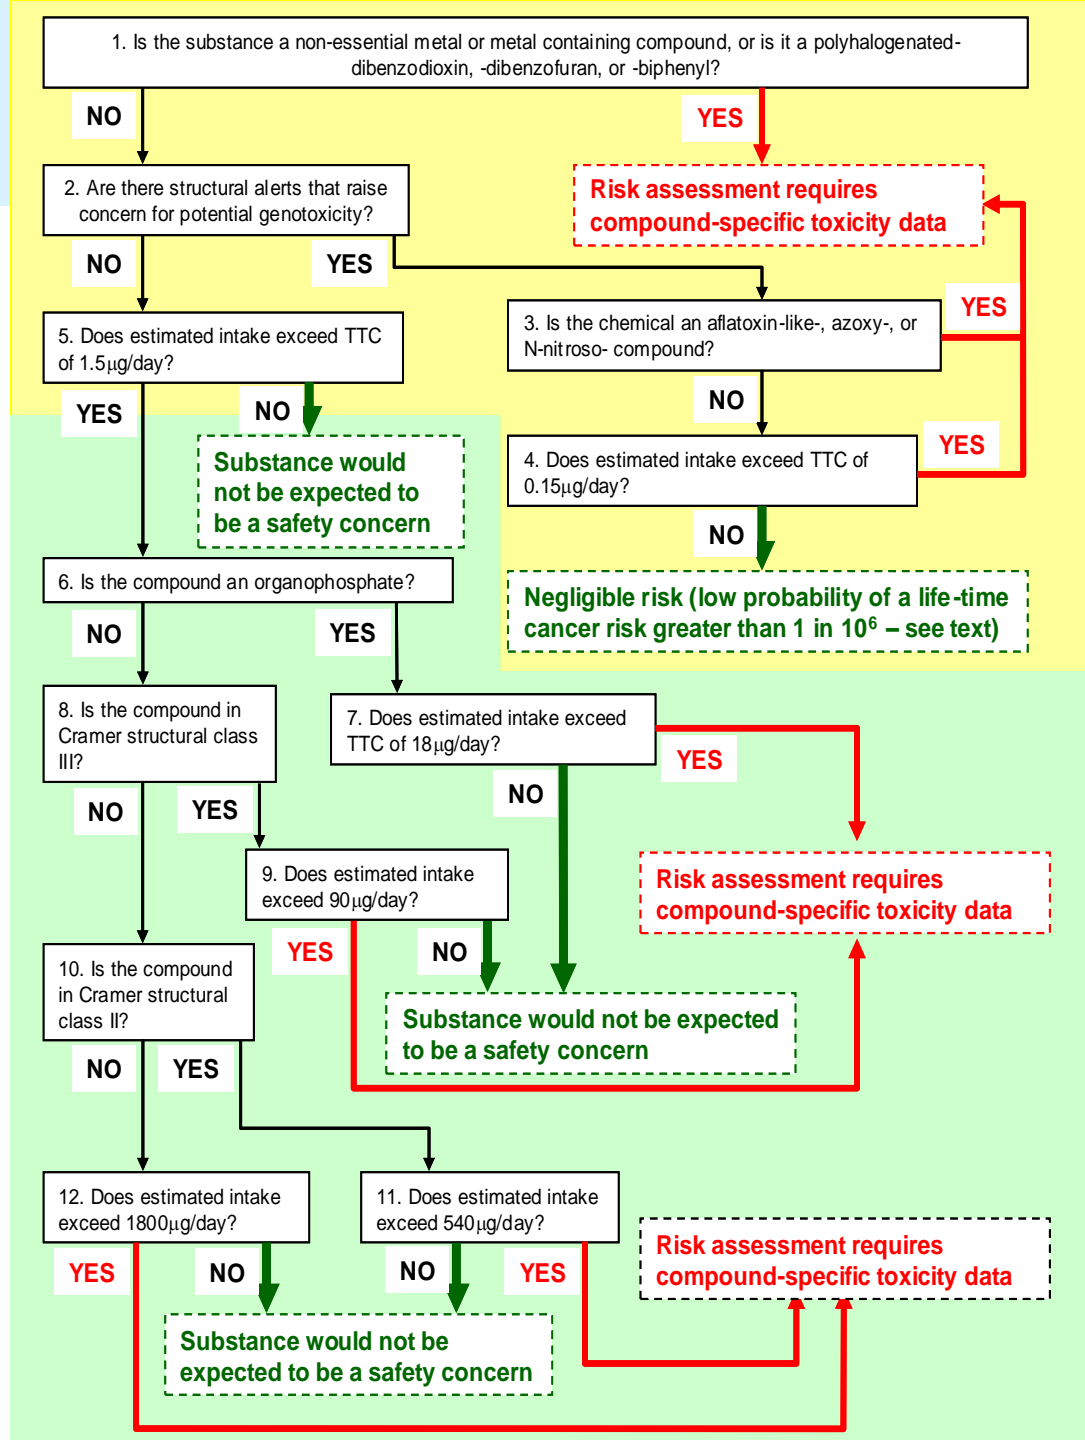 1. Is the substance a non-essential metal or metal containing compound, or is it a polyhalogenated-
dibenzodioxin, -dibenzofuran, or -biphenyl?
NO
YES
2. Are there structural alerts that raise
concern for potential genotoxicity?
Risk assessment requires
compound-specific toxicity data
NO
YES
5. Does estimated intake exceed TTC
of 1.5μg/day?
3. Is the chemical an aflatoxin-like-, azoxy-, or
N-nitroso- compound?
YES
YES
NO
NO
Substance would
not be expected to
be a safety concern
4. Does estimated intake exceed TTC of
0.15μg/day?
YES
NO
6. Is the compound an organophosphate?
Negligible risk (low probability of a life-time
cancer risk greater than 1 in 10⁶ – see text)
NO
YES
8. Is the compound in
Cramer structural class
III?
7. Does estimated intake exceed
TTC of 18μg/day?
YES
NO
NO
YES
9. Does estimated intake
exceed 90μg/day?
Risk assessment requires
compound-specific toxicity data
YES
NO
10. Is the compound
in Cramer structural
class II?
Substance would not be expected
to be a safety concern
NO
YES
12. Does estimated intake
exceed 1800μg/day?
11. Does estimated intake
exceed 540μg/day?
Risk assessment requires
compound-specific toxicity data
YES
NO
NO
YES
Substance would not be
expected to be a safety concern